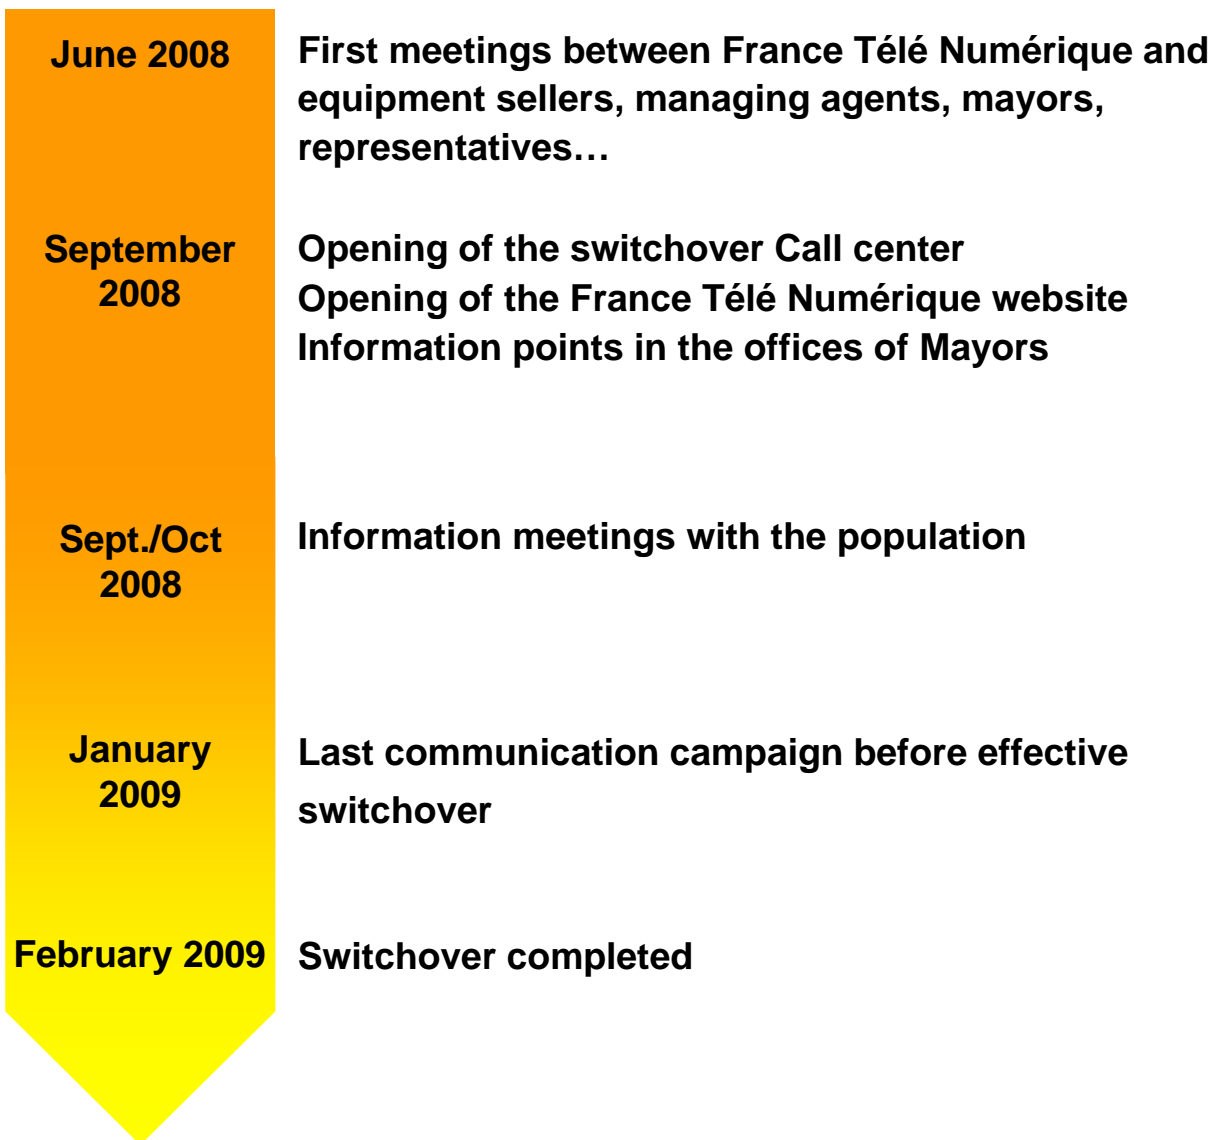 June 2008
First meetings between France Télé Numérique and
equipment sellers, managing agents, mayors,
representatives…
September
2008
Opening of the switchover Call center
Opening of the France Télé Numérique website
Information points in the offices of Mayors
Sept./Oct
2008
Information meetings with the population
January
2009
Last communication campaign before effective
switchover
February 2009
Switchover completed